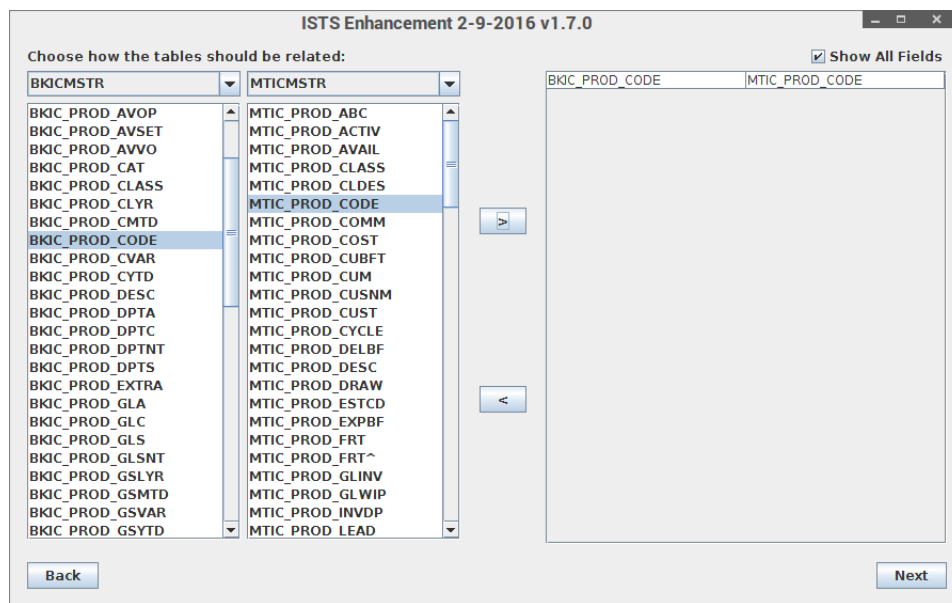 ISTS Enhancement 2-9-2016 v1.7.0
Choose how the tables should be related:
Show All Fields
BKICMSTR
MTICMSTR
BKIC_PROD_CODE MTIC_PROD_CODE
BKIC_PROD_AVOP
BKIC_PROD_AVSET
BKIC_PROD_AVVO
BKIC_PROD_CAT
BKIC_PROD_CLASS
BKIC_PROD_CLYR
BKIC_PROD_CMTD
BKIC_PROD_CODE
BKIC_PROD_CVAR
BKIC_PROD_CYTD
BKIC_PROD_DESC
BKIC_PROD_DPTA
BKIC_PROD_DPTC
BKIC_PROD_DPTNT
BKIC_PROD_DPTS
BKIC_PROD_EXTRA
BKIC_PROD_GLA
BKIC_PROD_GLC
BKIC_PROD_GLS
BKIC_PROD_GLSNT
BKIC_PROD_GSLYR
BKIC_PROD_GSMTD
BKIC_PROD_GSVAR
BKIC_PROD_GSYTD
MTIC_PROD_ABC
MTIC_PROD_ACTIV
MTIC_PROD_AVAIL
MTIC_PROD_CLASS
MTIC_PROD_CLDES
MTIC_PROD_CODE
MTIC_PROD_COMM
MTIC_PROD_COST
MTIC_PROD_CUBFT
MTIC_PROD_CUM
MTIC_PROD_CUSNM
MTIC_PROD_CUST
MTIC_PROD_CYCLE
MTIC_PROD_DELBF
MTIC_PROD_DESC
MTIC_PROD_DRAW
MTIC_PROD_ESTCD
MTIC_PROD_EXPBF
MTIC_PROD_FRT
MTIC_PROD_FRT^
MTIC_PROD_GLINV
MTIC_PROD_GLWIP
MTIC_PROD_INVDP
MTIC_PROD_LEAD
>
<
Back
Next